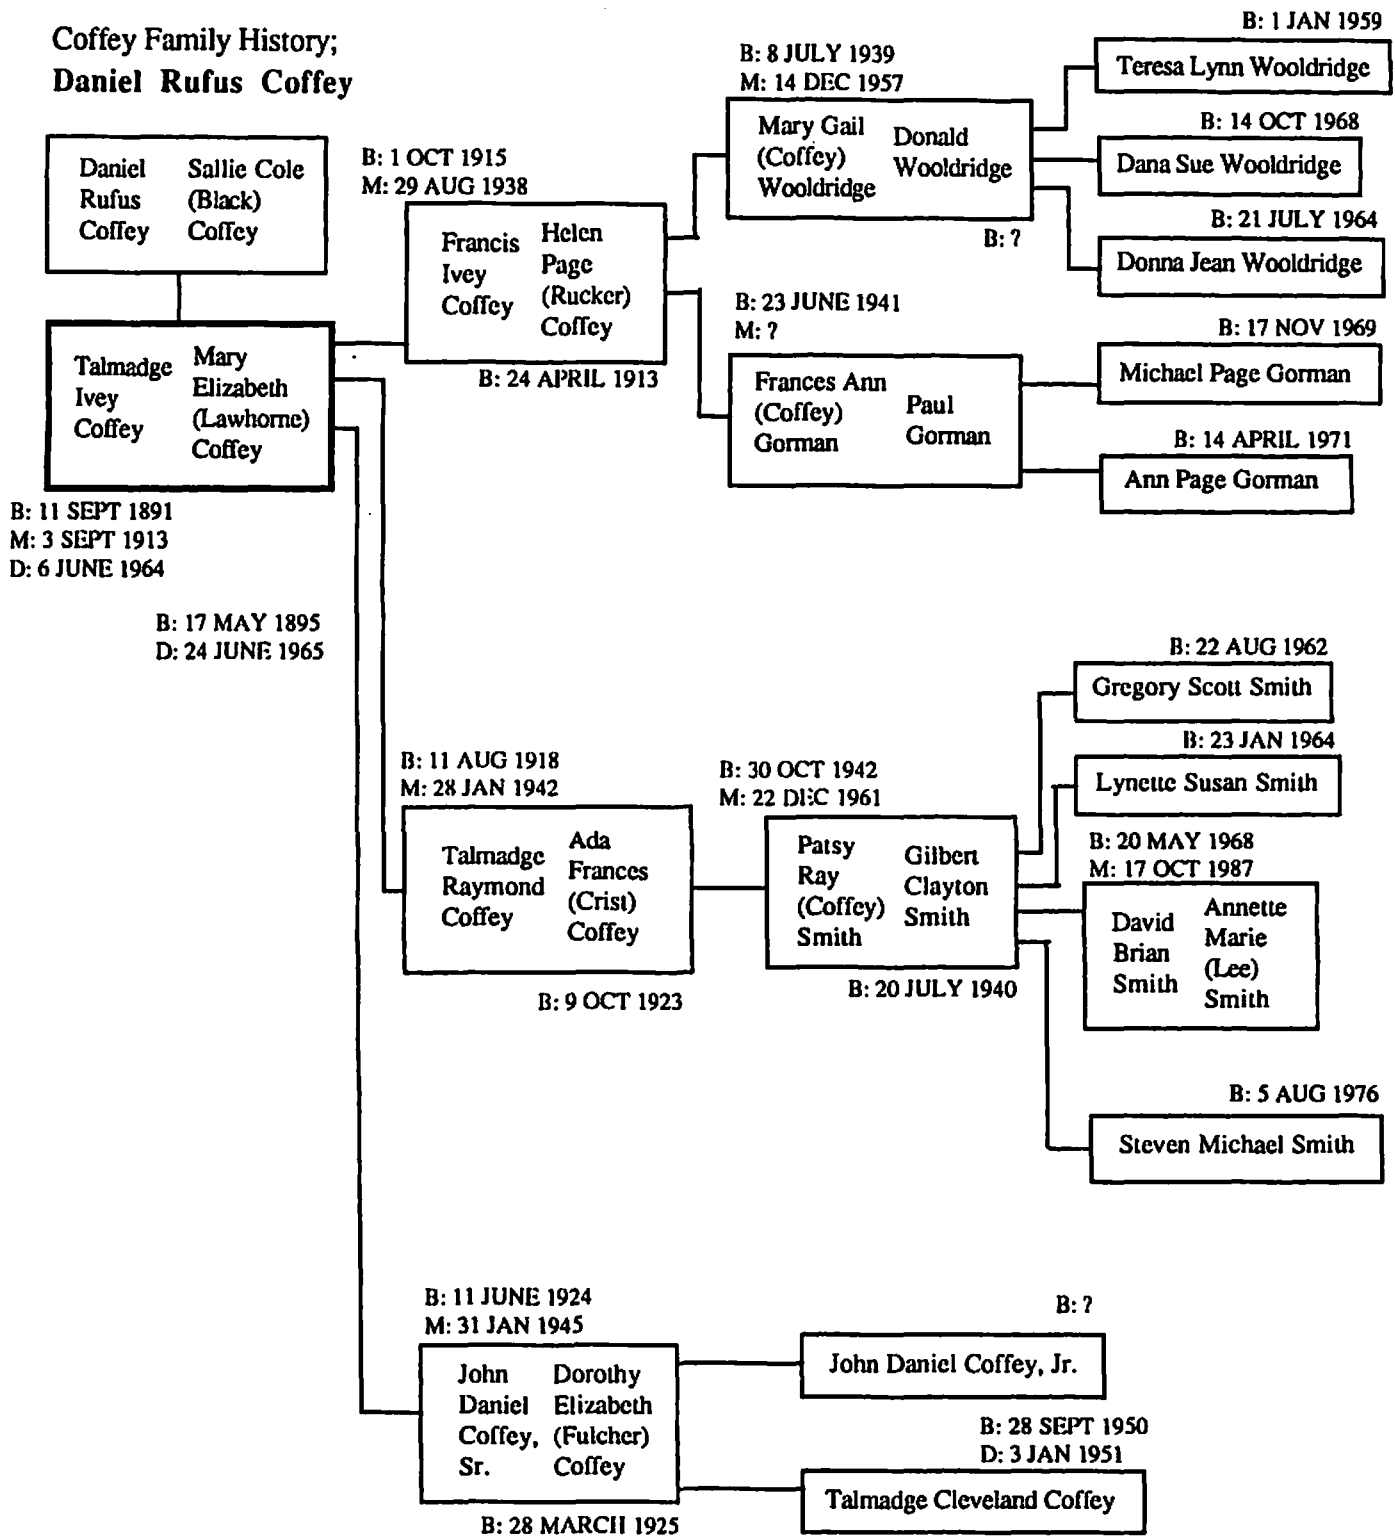 Coffey Family History;
Daniel Rufus Coffey
Daniel
Rufus
Coffey
Sallie Cole
(Black)
Coffey
Talmadge
Ivey
Coffey
Mary
Elizabeth
(Lawhorne)
Coffey
B: 11 SEPT 1891
M: 3 SEPT 1913
D: 6 JUNE 1964
B: 17 MAY 1895
D: 24 JUNE 1965
B: 1 OCT 1915
M: 29 AUG 1938
Francis
Ivey
Coffey
Helen
Page
(Rucker)
Coffey
B: 24 APRIL 1913
B: 8 JULY 1939
M: 14 DEC 1957
Mary Gail
(Coffey)
Wooldridge
Donald
Wooldridge
B: ?
B: 1 JAN 1959
Teresa Lynn Wooldridge
B: 14 OCT 1968
Dana Sue Wooldridge
B: 21 JULY 1964
Donna Jean Wooldridge
B: 23 JUNE 1941
M: ?
Frances Ann
(Coffey)
Gorman
Paul
Gorman
B: 17 NOV 1969
Michael Page Gorman
B: 14 APRIL 1971
Ann Page Gorman
B: 11 AUG 1918
M: 28 JAN 1942
Talmadge
Raymond
Coffey
Ada
Frances
(Crist)
Coffey
B: 9 OCT 1923
B: 30 OCT 1942
M: 22 DEC 1961
Patsy
Ray
(Coffey)
Smith
Gilbert
Clayton
Smith
B: 20 JULY 1940
B: 22 AUG 1962
Gregory Scott Smith
B: 23 JAN 1964
Lynette Susan Smith
B: 20 MAY 1968
M: 17 OCT 1987
David
Brian
Smith
Annette
Marie
(Lee)
Smith
B: 5 AUG 1976
Steven Michael Smith
B: 11 JUNE 1924
M: 31 JAN 1945
John
Daniel
Coffey,
Sr.
Dorothy
Elizabeth
(Fulcher)
Coffey
B: 28 MARCH 1925
B: ?
John Daniel Coffey, Jr.
B: 28 SEPT 1950
D: 3 JAN 1951
Talmadge Cleveland Coffey